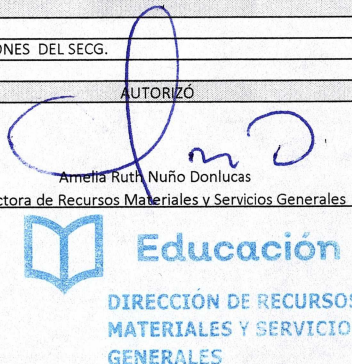 ONES DEL SECG.
AUTORIZÓ
Amelia Ruth Nuño Donlucas
ctora de Recursos Materiales y Servicios Generales
Educación
DIRECCIÓN DE RECURSOS
MATERIALES Y SERVICIO
GENERALES